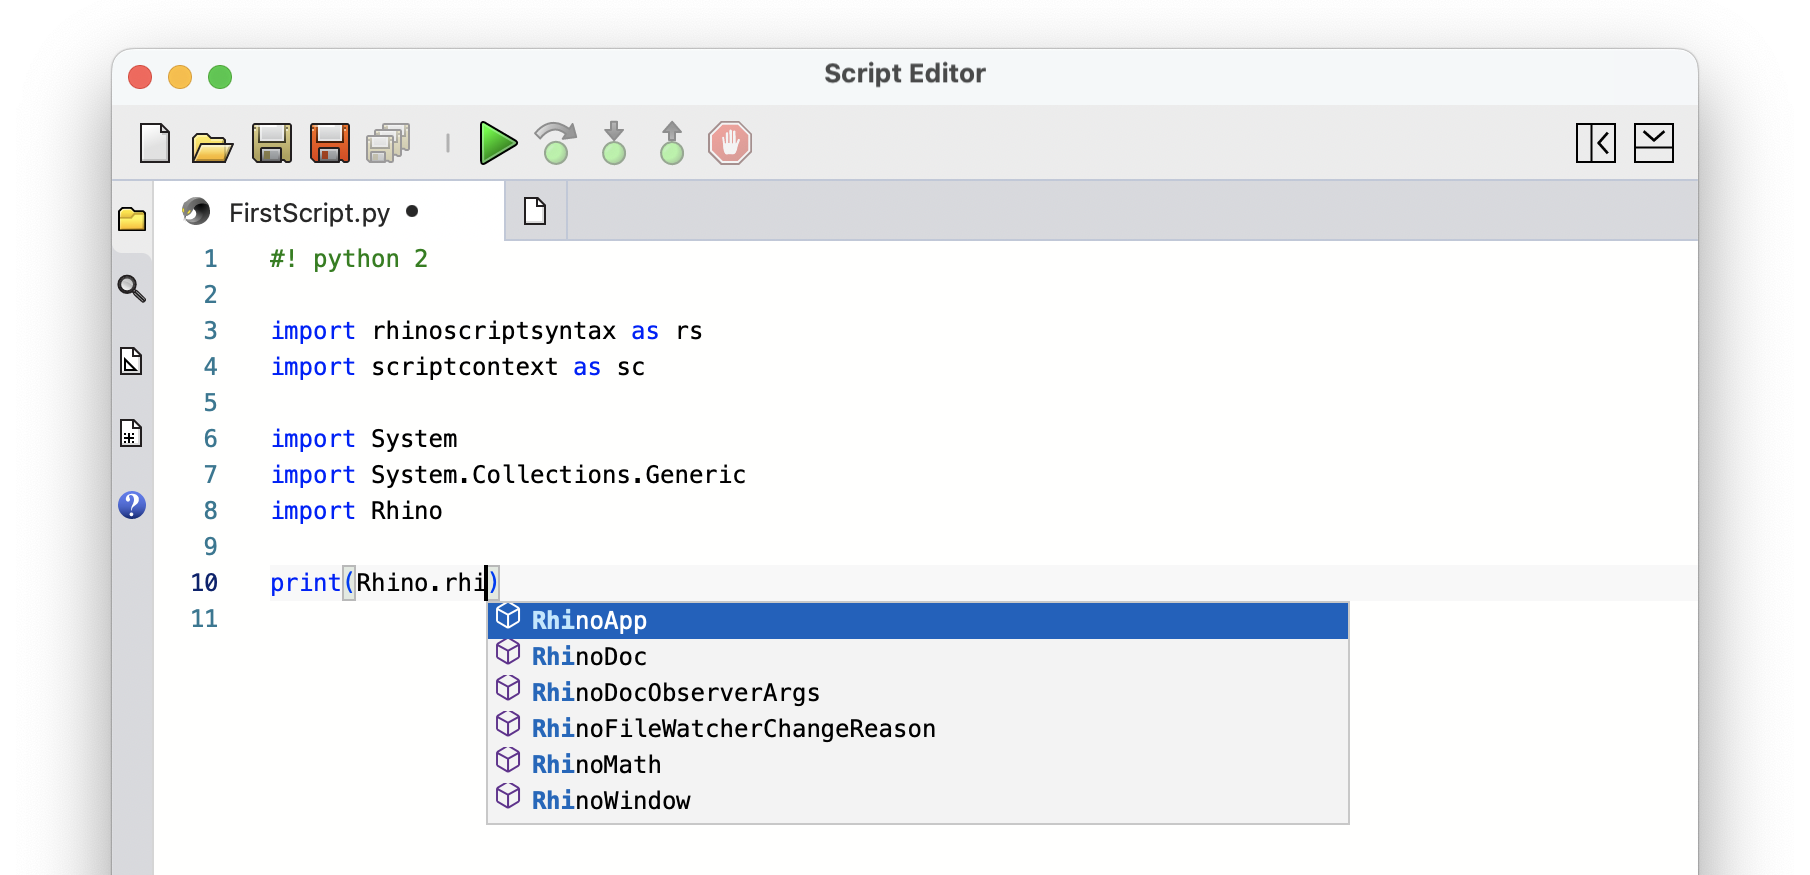 Script Editor
FirstScript.py
1 #! python 2
2
3 import rhinoscriptsyntax as rs
4 import scriptcontext as sc
5
6 import System
7 import System.Collections.Generic
8 import Rhino
9
10 print(Rhino.rhi)
11
RhinoApp
RhinoDoc
RhinoDocObserverArgs
RhinoFileWatcherChangeReason
RhinoMath
RhinoWindow